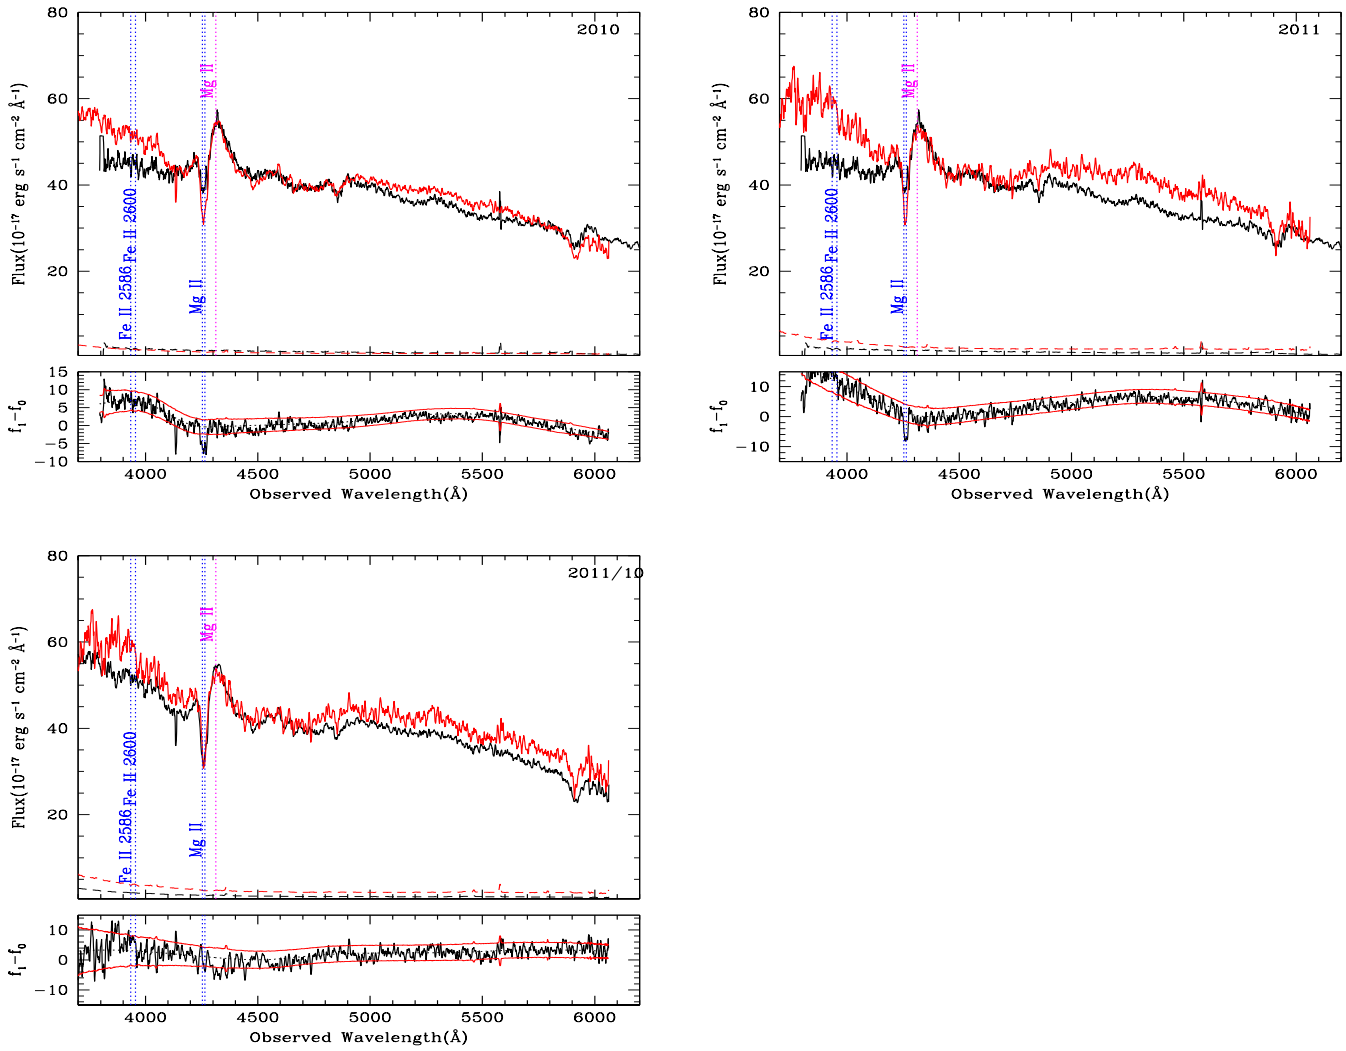 2010
80
60
40
20
Flux(10⁻¹⁷ erg s⁻¹ cm⁻² Å⁻¹)
Mg II
Fe II 2586
Fe II 2600
Mg II
15
10
5
0
−5
−10
f₁−f₀
4000 4500 5000 5500 6000
Observed Wavelength(Å)
2011
80
60
40
20
Flux(10⁻¹⁷ erg s⁻¹ cm⁻² Å⁻¹)
Mg II
Fe II 2586
Fe II 2600
Mg II
10
0
−10
f₁−f₀
4000 4500 5000 5500 6000
Observed Wavelength(Å)
2011/10
80
60
40
20
Flux(10⁻¹⁷ erg s⁻¹ cm⁻² Å⁻¹)
Mg II
Fe II 2586
Fe II 2600
Mg II
10
0
−10
f₁−f₀
4000 4500 5000 5500 6000
Observed Wavelength(Å)